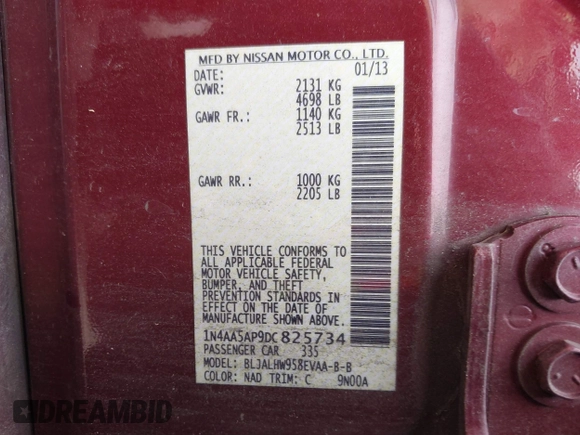 MFD BY NISSAN MOTOR CO., LTD.
DATE: 01/13
GVWR: 2131 KG
4698 LB
GAWR FR.: 1140 KG
2513 LB
GAWR RR.: 1000 KG
2205 LB
THIS VEHICLE CONFORMS TO
ALL APPLICABLE FEDERAL
MOTOR VEHICLE SAFETY,
BUMPER, AND THEFT
PREVENTION STANDARDS IN
EFFECT ON THE DATE OF
MANUFACTURE SHOWN ABOVE.
1N4AA5AP9DC825734
PASSENGER CAR 335
MODEL: BLJALHW958EVAA-B-B
COLOR: NAD TRIM: C 9N00A
DREAMBID